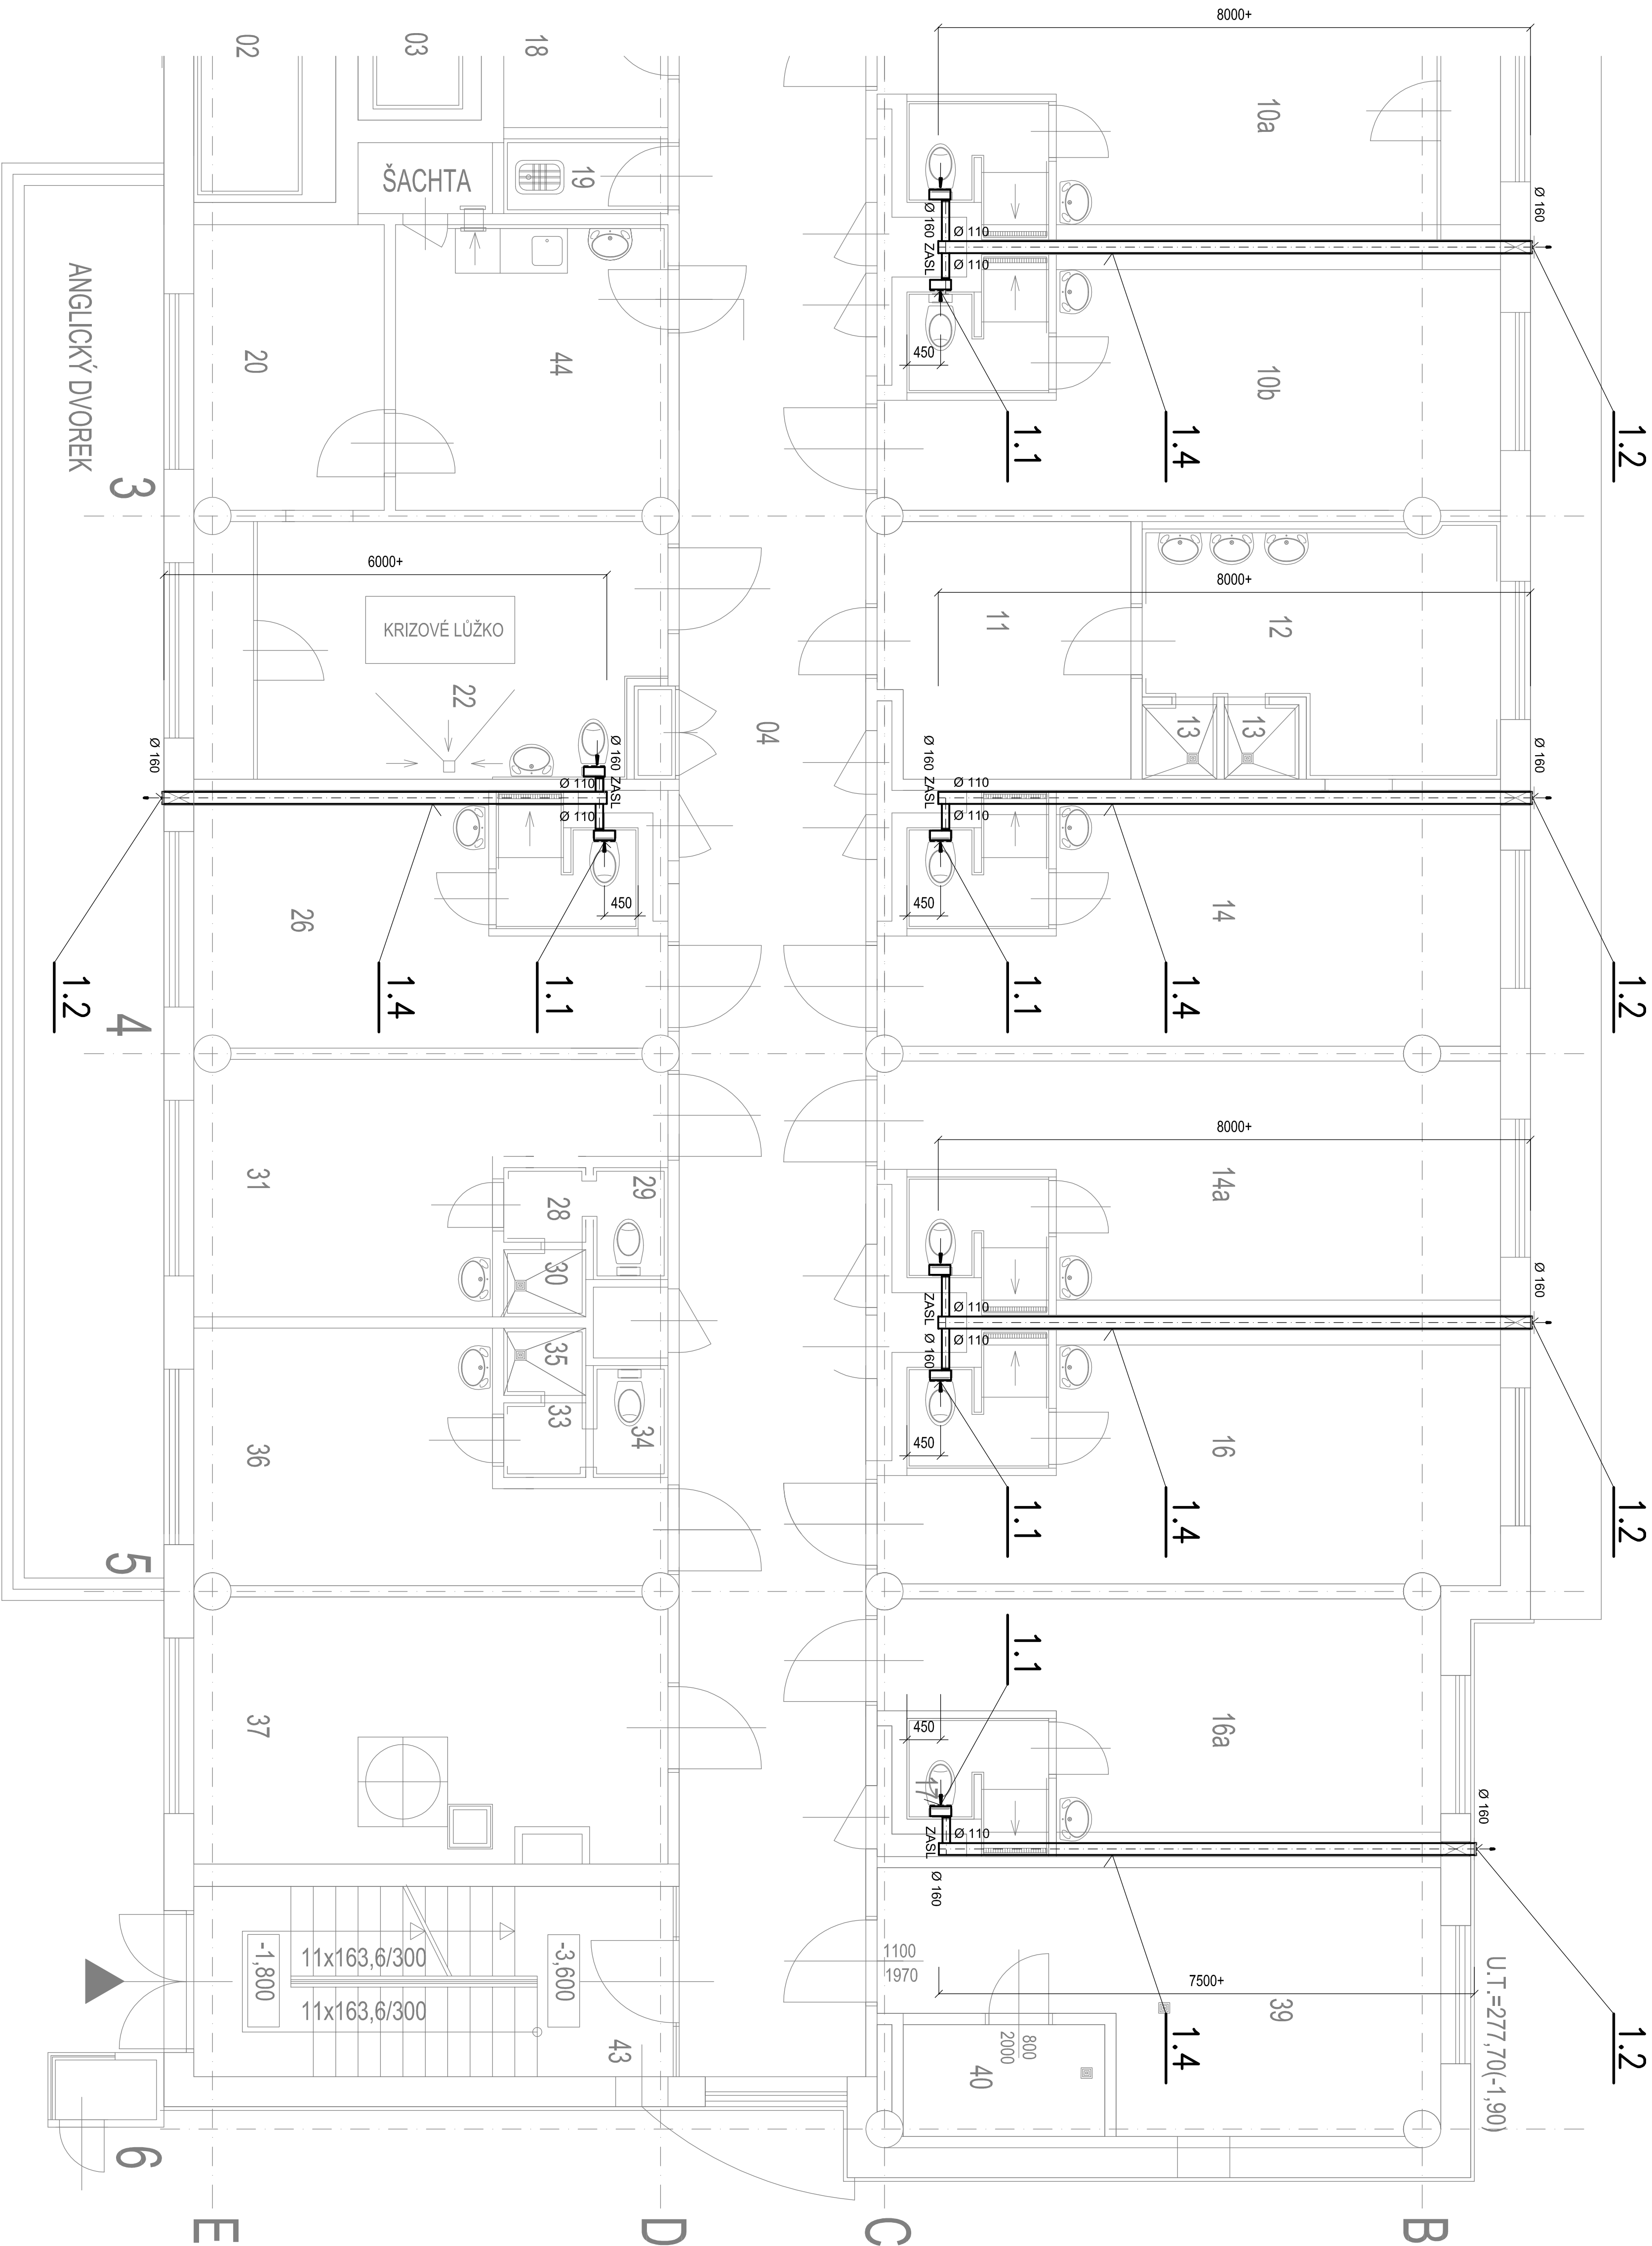 02
03
18
8000+
10a
ŠACHTA
19
Ø 160
Ø 160 ZASL
Ø 110
Ø 110
ANGLICKÝ DVOREK
20
44
450
10b
1.1
1.4
1.2
3
6000+
8000+
KRIZOVÉ LŮŽKO
11
12
22
13
13
04
Ø 160
Ø 160 ZASL
Ø 110
Ø 110
Ø 160 ZASL
Ø 110
Ø 110
Ø 160
26
450
450
14
1.2
4
1.4
1.1
1.1
1.4
1.2
8000+
31
28
29
14a
30
Ø 160
ZASL
Ø 160
Ø 110
Ø 110
35
33
34
36
450
16
1.1
1.4
1.2
5
1.1
37
450
16a
17
Ø 160
ZASL
Ø 110
Ø 160
-1,800
11x163,6/300
11x163,6/300
-3,600
1100
1970
7500+
39
U.T.=277,70(-1,90)
43
800
2000
40
1.4
1.2
6
E
D
C
B